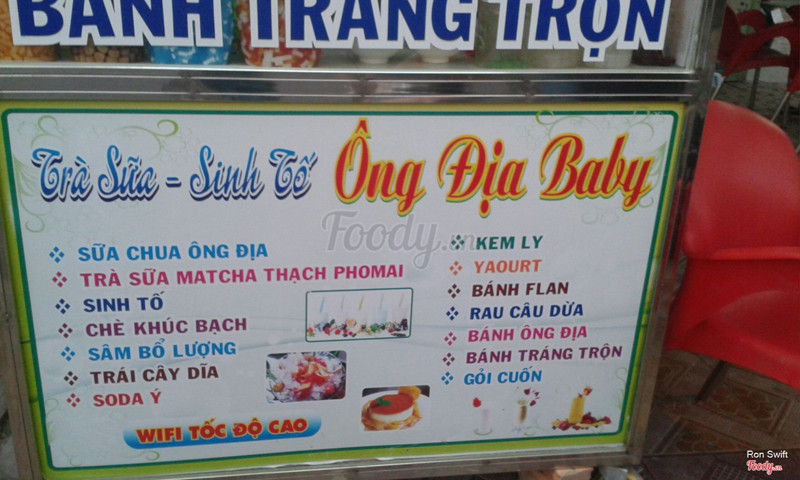 BÁNH TRÁNG TRỘN
Trà Sữa - Sinh Tố Ông Địa Baby
Foody.vn
SỮA CHUA ÔNG ĐỊA
TRÀ SỮA MATCHA THẠCH PHOMAI
SINH TỐ
CHÈ KHÚC BẠCH
SÂM BỔ LƯỢNG
TRÁI CÂY DĨA
SODA Ý
KEM LY
YAOURT
BÁNH FLAN
RAU CÂU DỪA
BÁNH ÔNG ĐỊA
BÁNH TRÁNG TRỘN
GỎI CUỐN
WIFI TỐC ĐỘ CAO
Ron Swift
Foody.vn